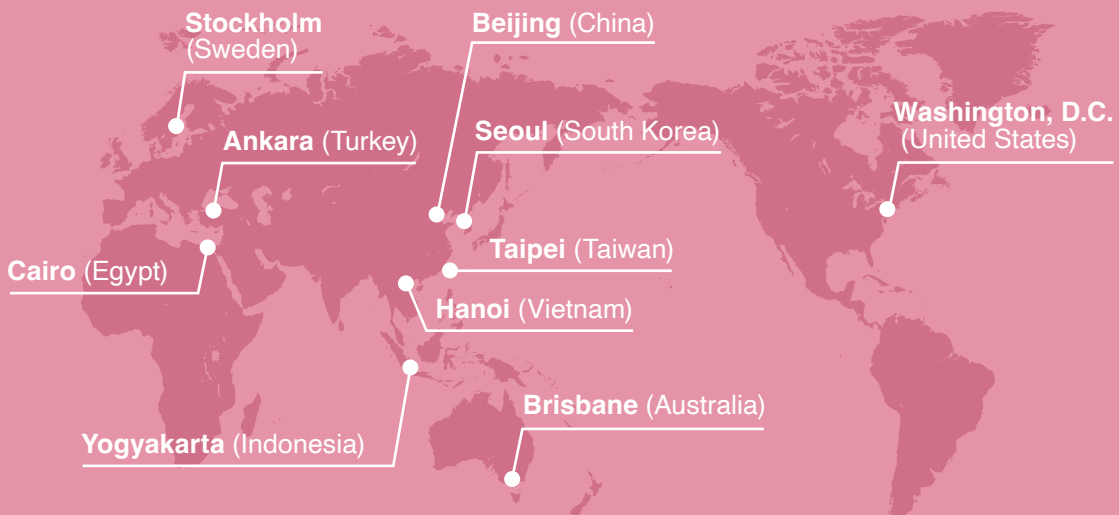 Stockholm
(Sweden)
Beijing (China)
Washington, D.C.
(United States)
Ankara (Turkey)
Seoul (South Korea)
Taipei (Taiwan)
Cairo (Egypt)
Hanoi (Vietnam)
Brisbane (Australia)
Yogyakarta (Indonesia)